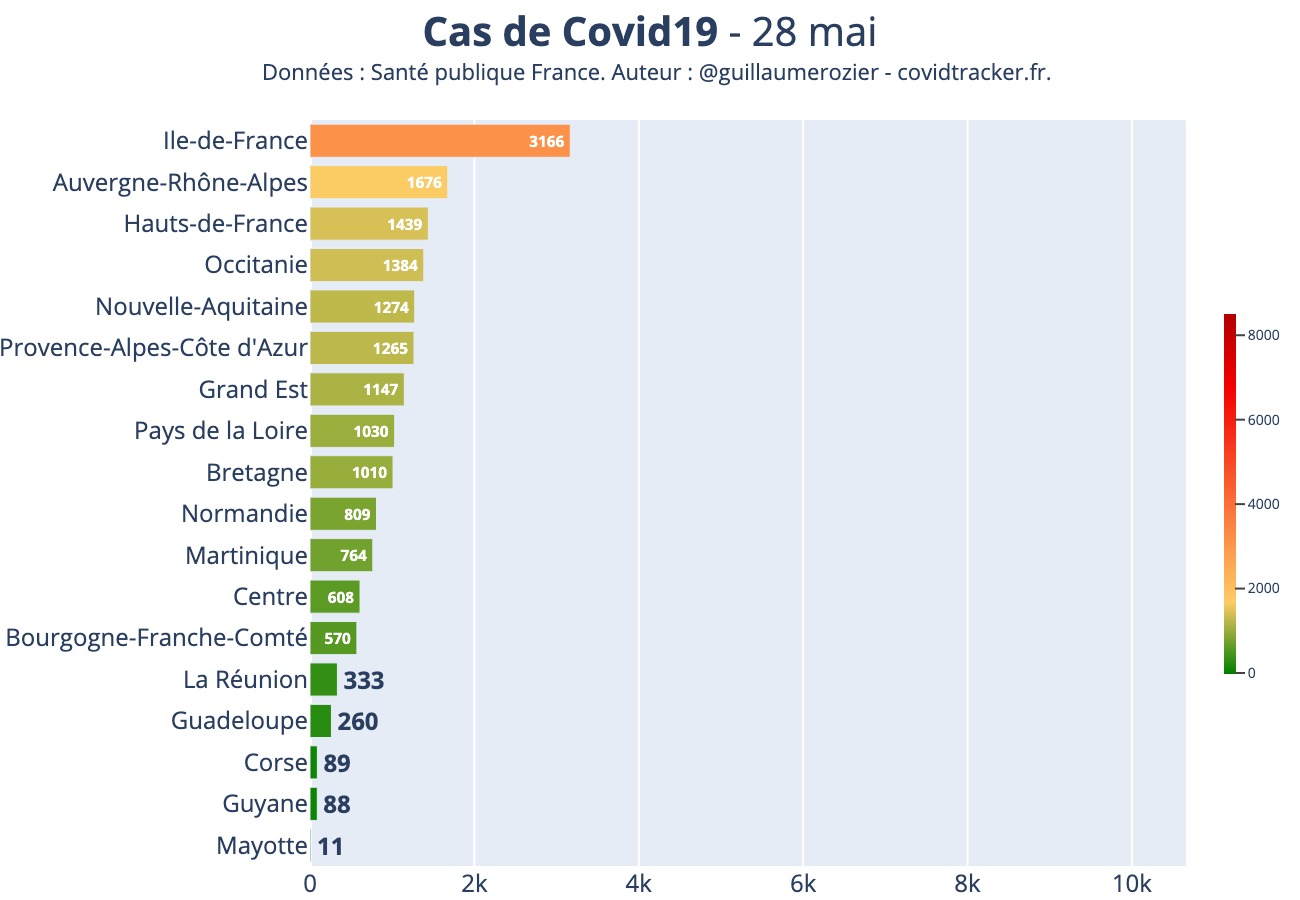 Cas de Covid19 - 28 mai
Données : Santé publique France. Auteur : @guillaumerozier - covidtracker.fr.
Ile-de-France 3166
Auvergne-Rhône-Alpes 1676
Hauts-de-France 1439
Occitanie 1384
Nouvelle-Aquitaine 1274
Provence-Alpes-Côte d'Azur 1265
Grand Est 1147
Pays de la Loire 1030
Bretagne 1010
Normandie 809
Martinique 764
Centre 608
Bourgogne-Franche-Comté 570
La Réunion 333
Guadeloupe 260
Corse 89
Guyane 88
Mayotte 11
0 2k 4k 6k 8k 10k
8000
6000
4000
2000
0